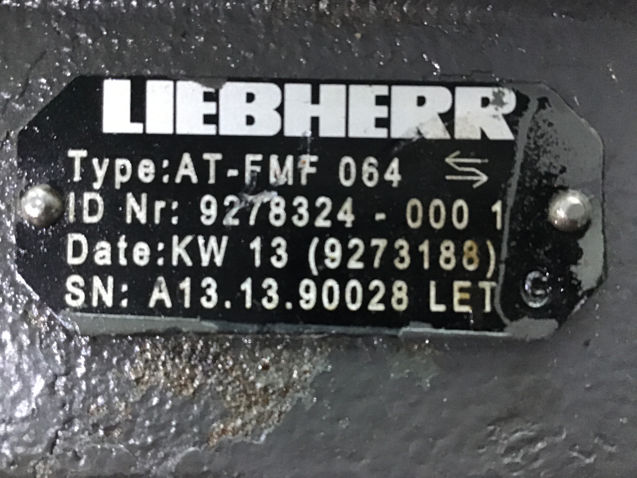 LIEBHERR
Type:AT-FMF 064
ID Nr: 9278324 - 000 1
Date:KW 13 (9273188)
SN: A13.13.90028 LET G